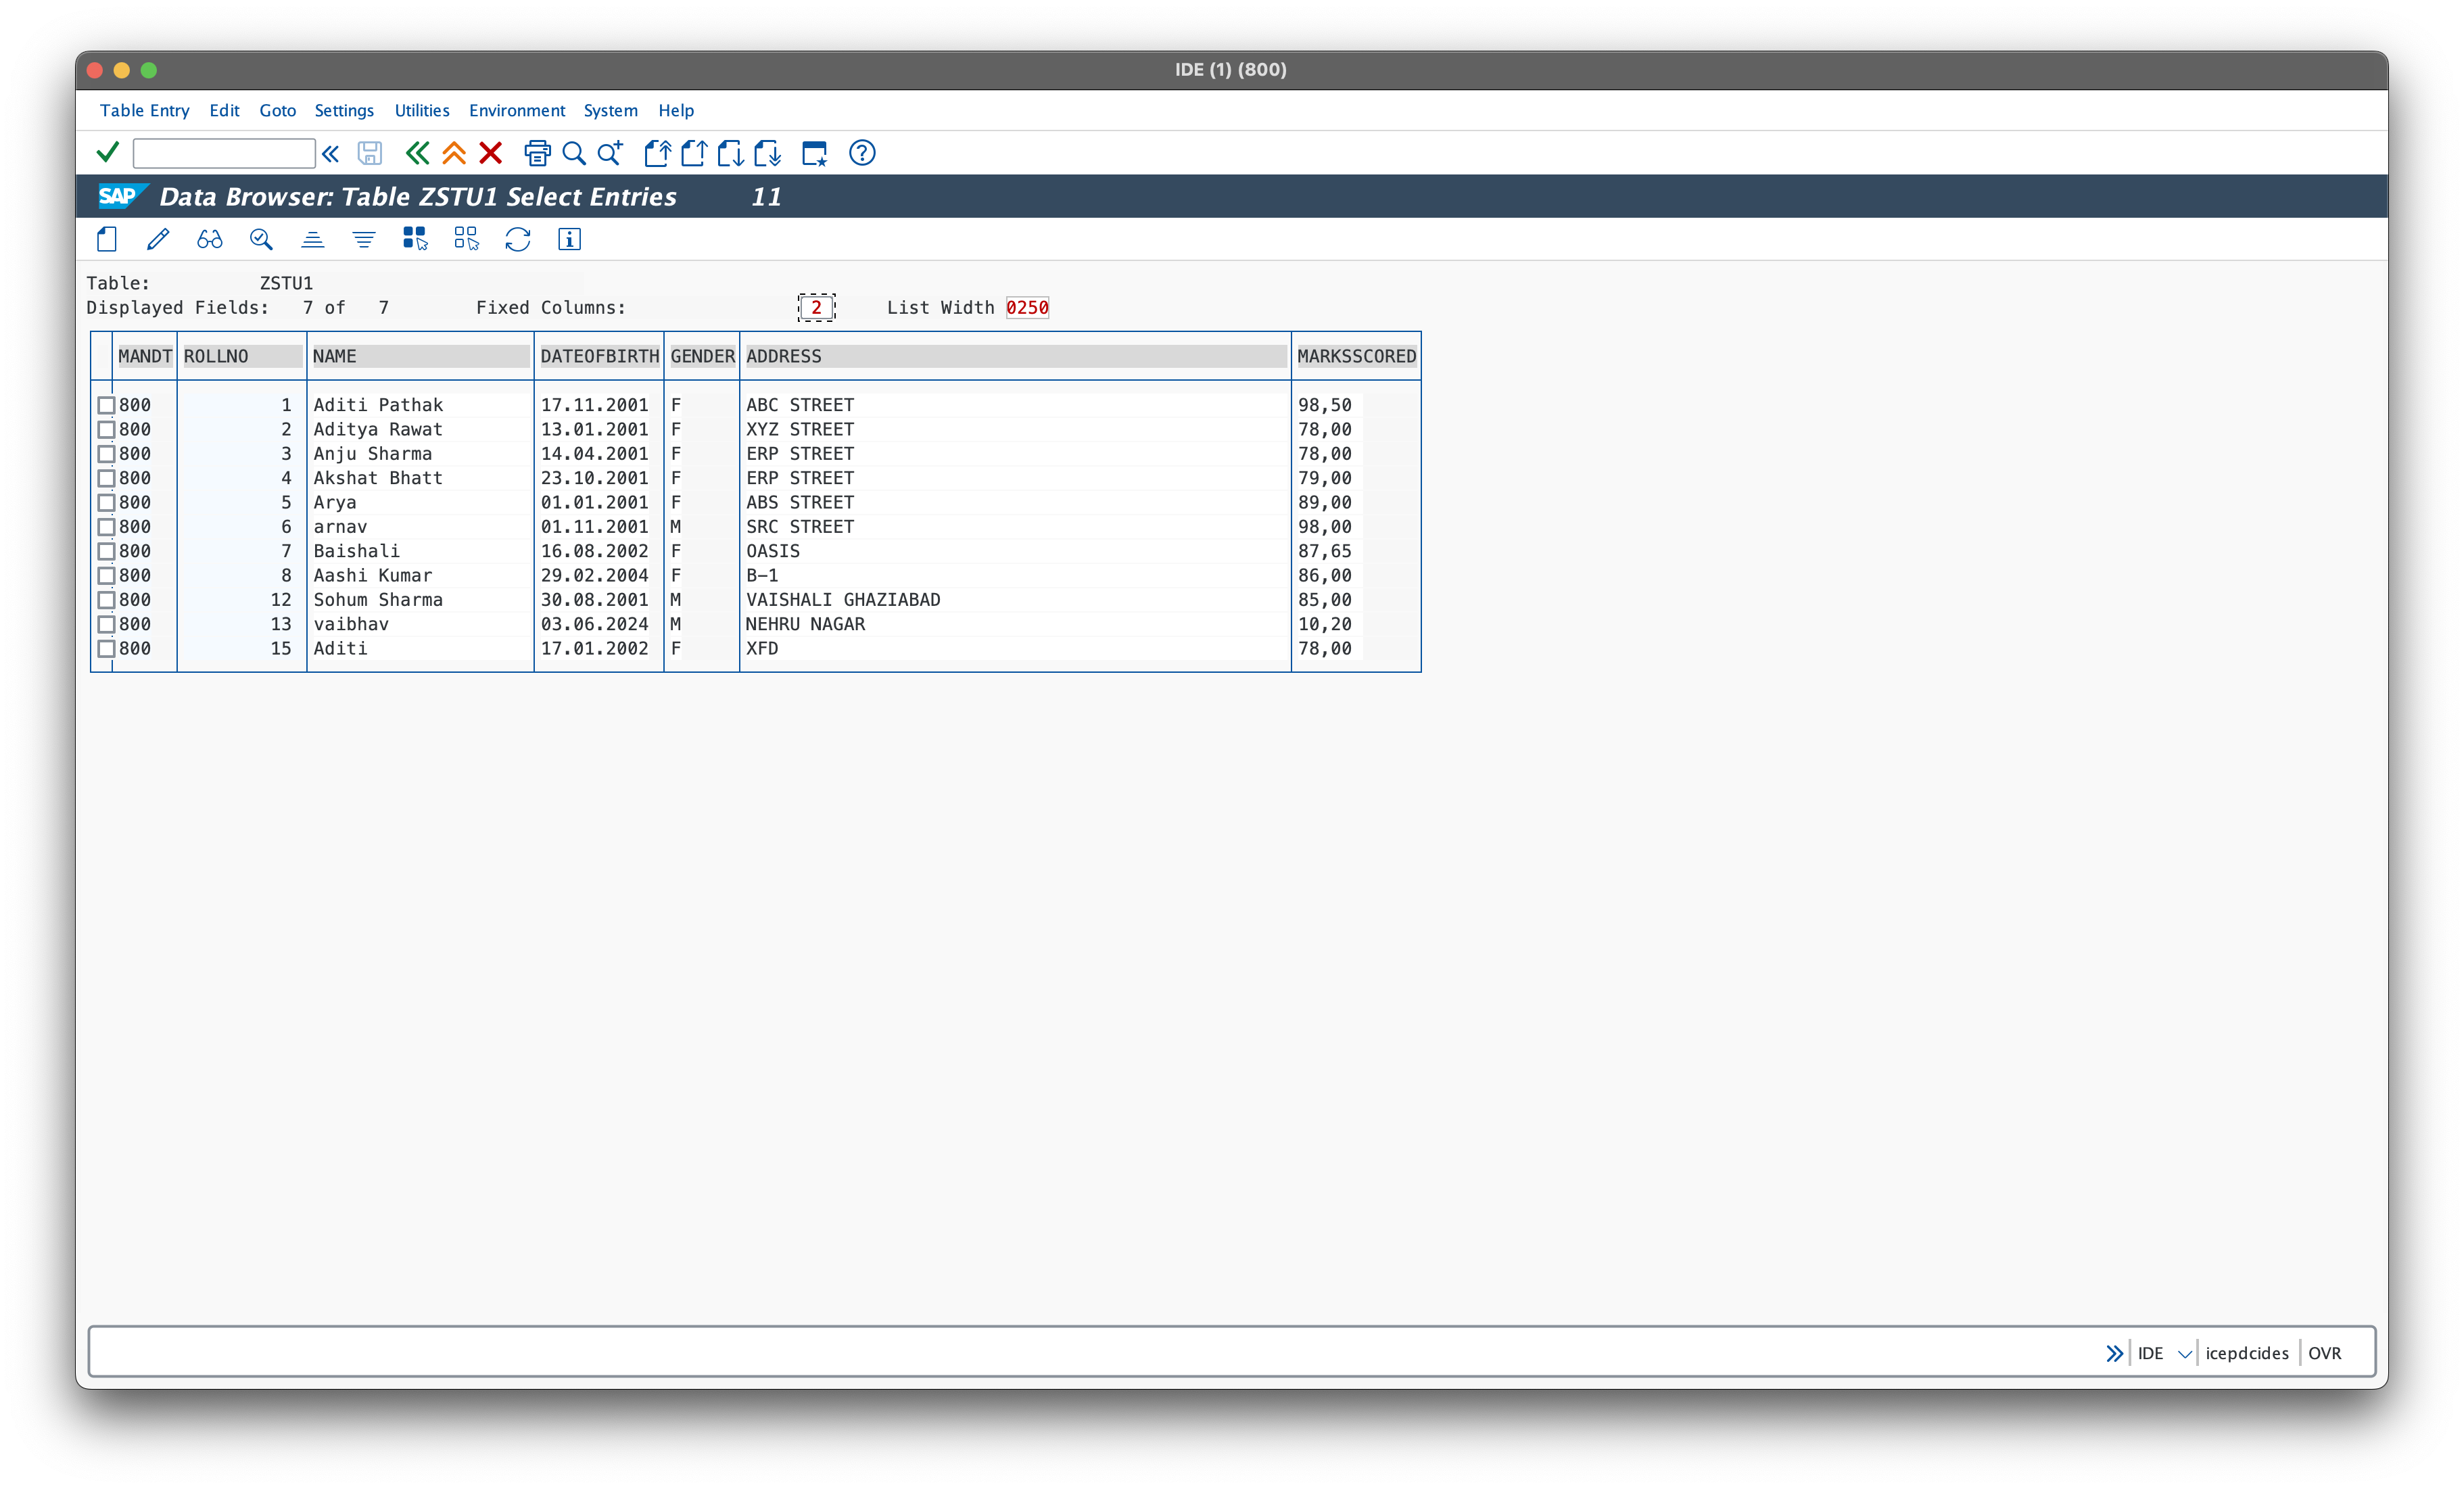 IDE (1) (800)
Table Entry Edit Goto Settings Utilities Environment System Help
SAP Data Browser: Table ZSTU1 Select Entries 11
Table: ZSTU1
Displayed Fields: 7 of 7 Fixed Columns: 2 List Width 0250
MANDT ROLLNO NAME DATEOFBIRTH GENDER ADDRESS MARKSSCORED
800 1 Aditi Pathak 17.11.2001 F ABC STREET 98,50
800 2 Aditya Rawat 13.01.2001 F XYZ STREET 78,00
800 3 Anju Sharma 14.04.2001 F ERP STREET 78,00
800 4 Akshat Bhatt 23.10.2001 F ERP STREET 79,00
800 5 Arya 01.01.2001 F ABS STREET 89,00
800 6 arnav 01.11.2001 M SRC STREET 98,00
800 7 Baishali 16.08.2002 F OASIS 87,65
800 8 Aashi Kumar 29.02.2004 F B-1 86,00
800 12 Sohum Sharma 30.08.2001 M VAISHALI GHAZIABAD 85,00
800 13 vaibhav 03.06.2024 M NEHRU NAGAR 10,20
800 15 Aditi 17.01.2002 F XFD 78,00
IDE icepdcides OVR